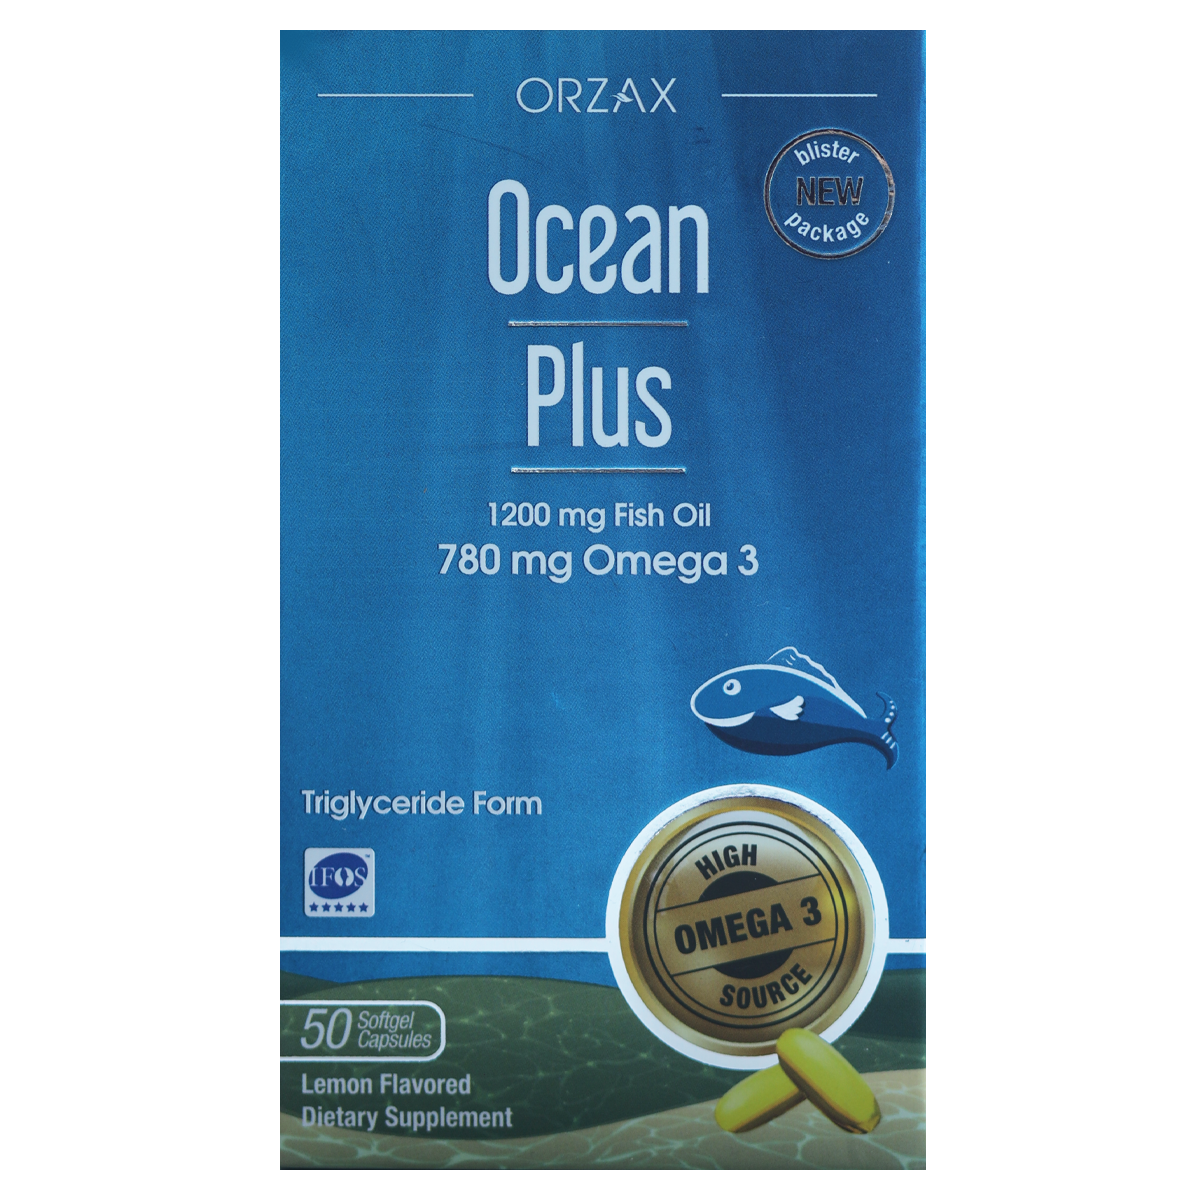 ORZAX
blister
NEW
package
Ocean
Plus
1200 mg Fish Oil
780 mg Omega 3
Triglyceride Form
IFOS™
HIGH
OMEGA 3
SOURCE
50 Softgel
Capsules
Lemon Flavored
Dietary Supplement